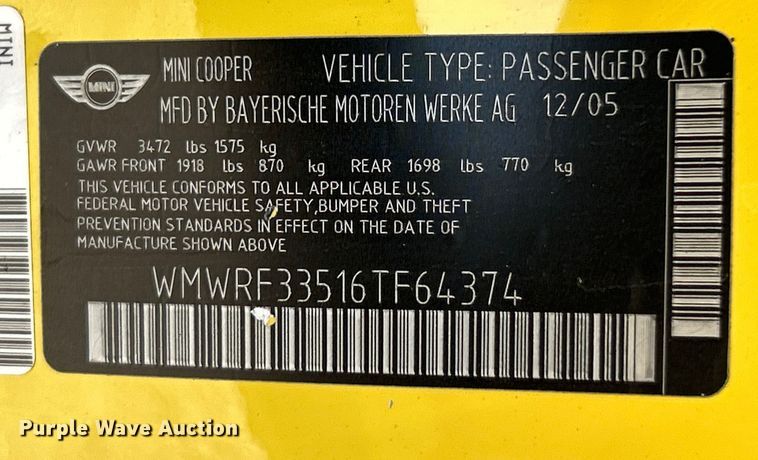 MINI
MINI
MINI COOPER VEHICLE TYPE: PASSENGER CAR
MFD BY BAYERISCHE MOTOREN WERKE AG 12/05
GVWR 3472 lbs 1575 kg
GAWR FRONT 1918 lbs 870 kg REAR 1698 lbs 770 kg
THIS VEHICLE CONFORMS TO ALL APPLICABLE U.S.
FEDERAL MOTOR VEHICLE SAFETY,BUMPER AND THEFT
PREVENTION STANDARDS IN EFFECT ON THE DATE OF
MANUFACTURE SHOWN ABOVE
WMWRF33516TF64374
Purple Wave Auction